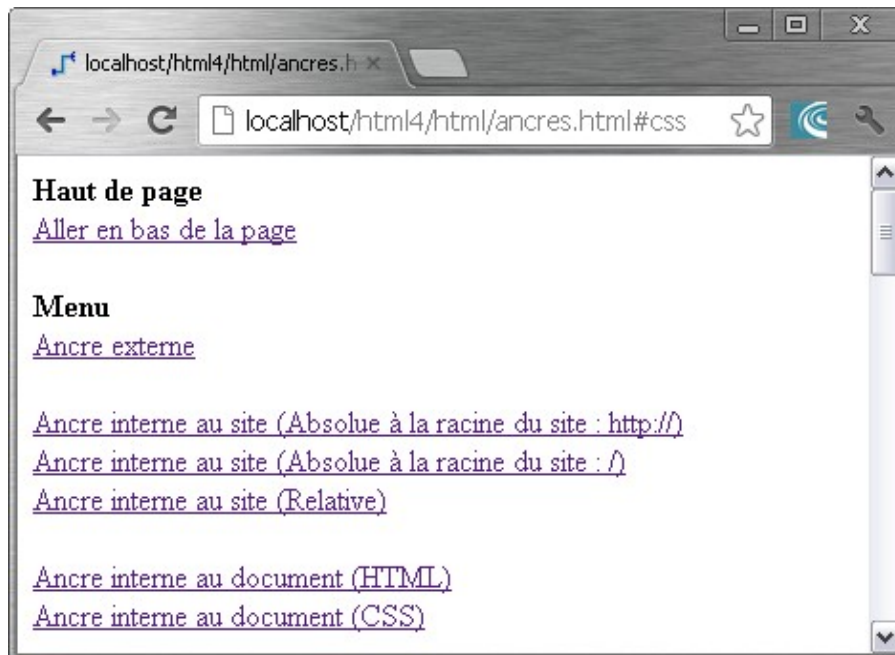 localhost/html4/html/ancres.h
localhost/html4/html/ancres.html#css
Haut de page
Aller en bas de la page
Menu
Ancre externe
Ancre interne au site (Absolue à la racine du site : http://)
Ancre interne au site (Absolue à la racine du site : /)
Ancre interne au site (Relative)
Ancre interne au document (HTML)
Ancre interne au document (CSS)